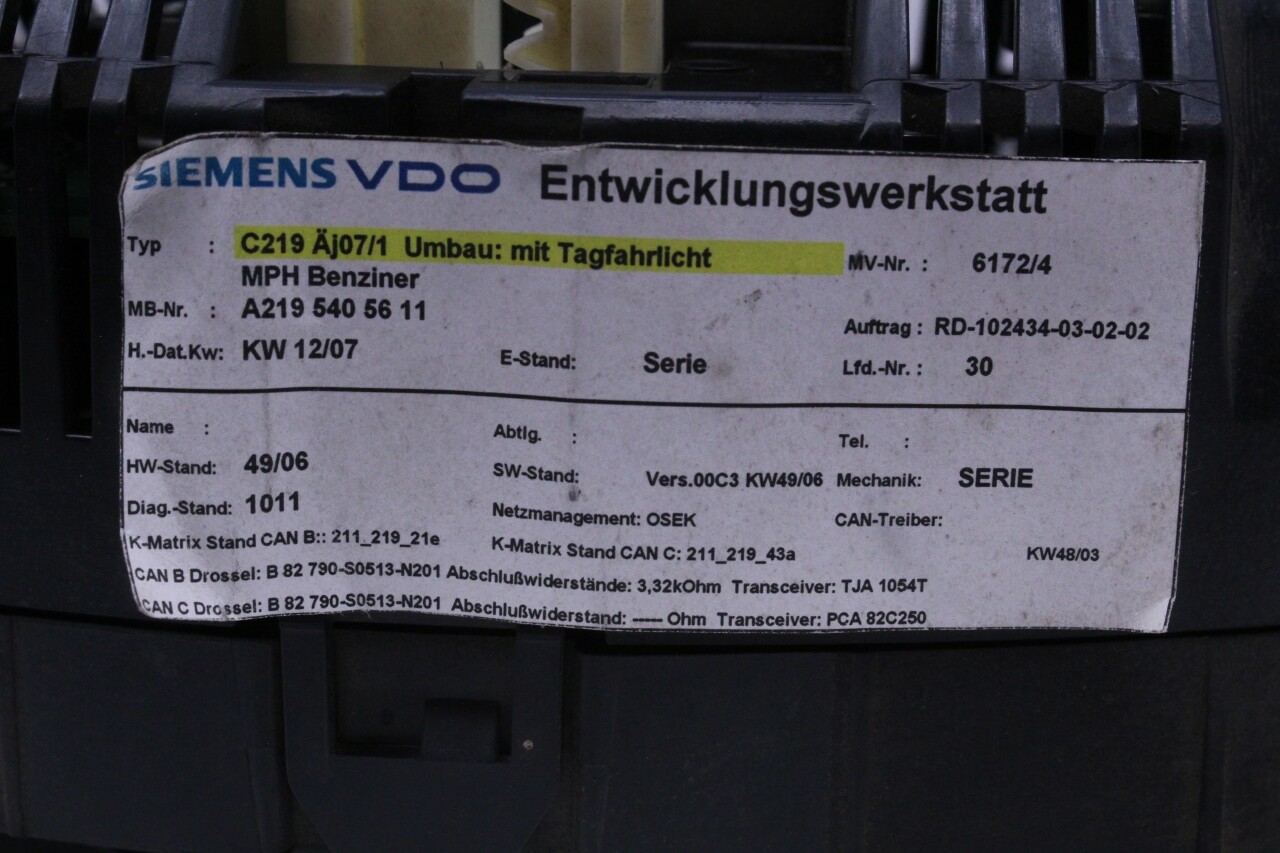 SIEMENS VDO Entwicklungswerkstatt
Typ : C219 Äj07/1 Umbau: mit Tagfahrlicht MV-Nr. : 6172/4
MPH Benziner
MB-Nr. : A219 540 56 11 Auftrag : RD-102434-03-02-02
H.-Dat.Kw: KW 12/07 E-Stand: Serie Lfd.-Nr. : 30
Name : Abtlg. : Tel. :
HW-Stand: 49/06 SW-Stand: Vers.00C3 KW49/06 Mechanik: SERIE
Diag.-Stand: 1011 Netzmanagement: OSEK CAN-Treiber:
K-Matrix Stand CAN B:: 211_219_21e K-Matrix Stand CAN C: 211_219_43a KW48/03
CAN B Drossel: B 82 790-S0513-N201 Abschlußwiderstände: 3,32kOhm Transceiver: TJA 1054T
CAN C Drossel: B 82 790-S0513-N201 Abschlußwiderstand: ----- Ohm Transceiver: PCA 82C250